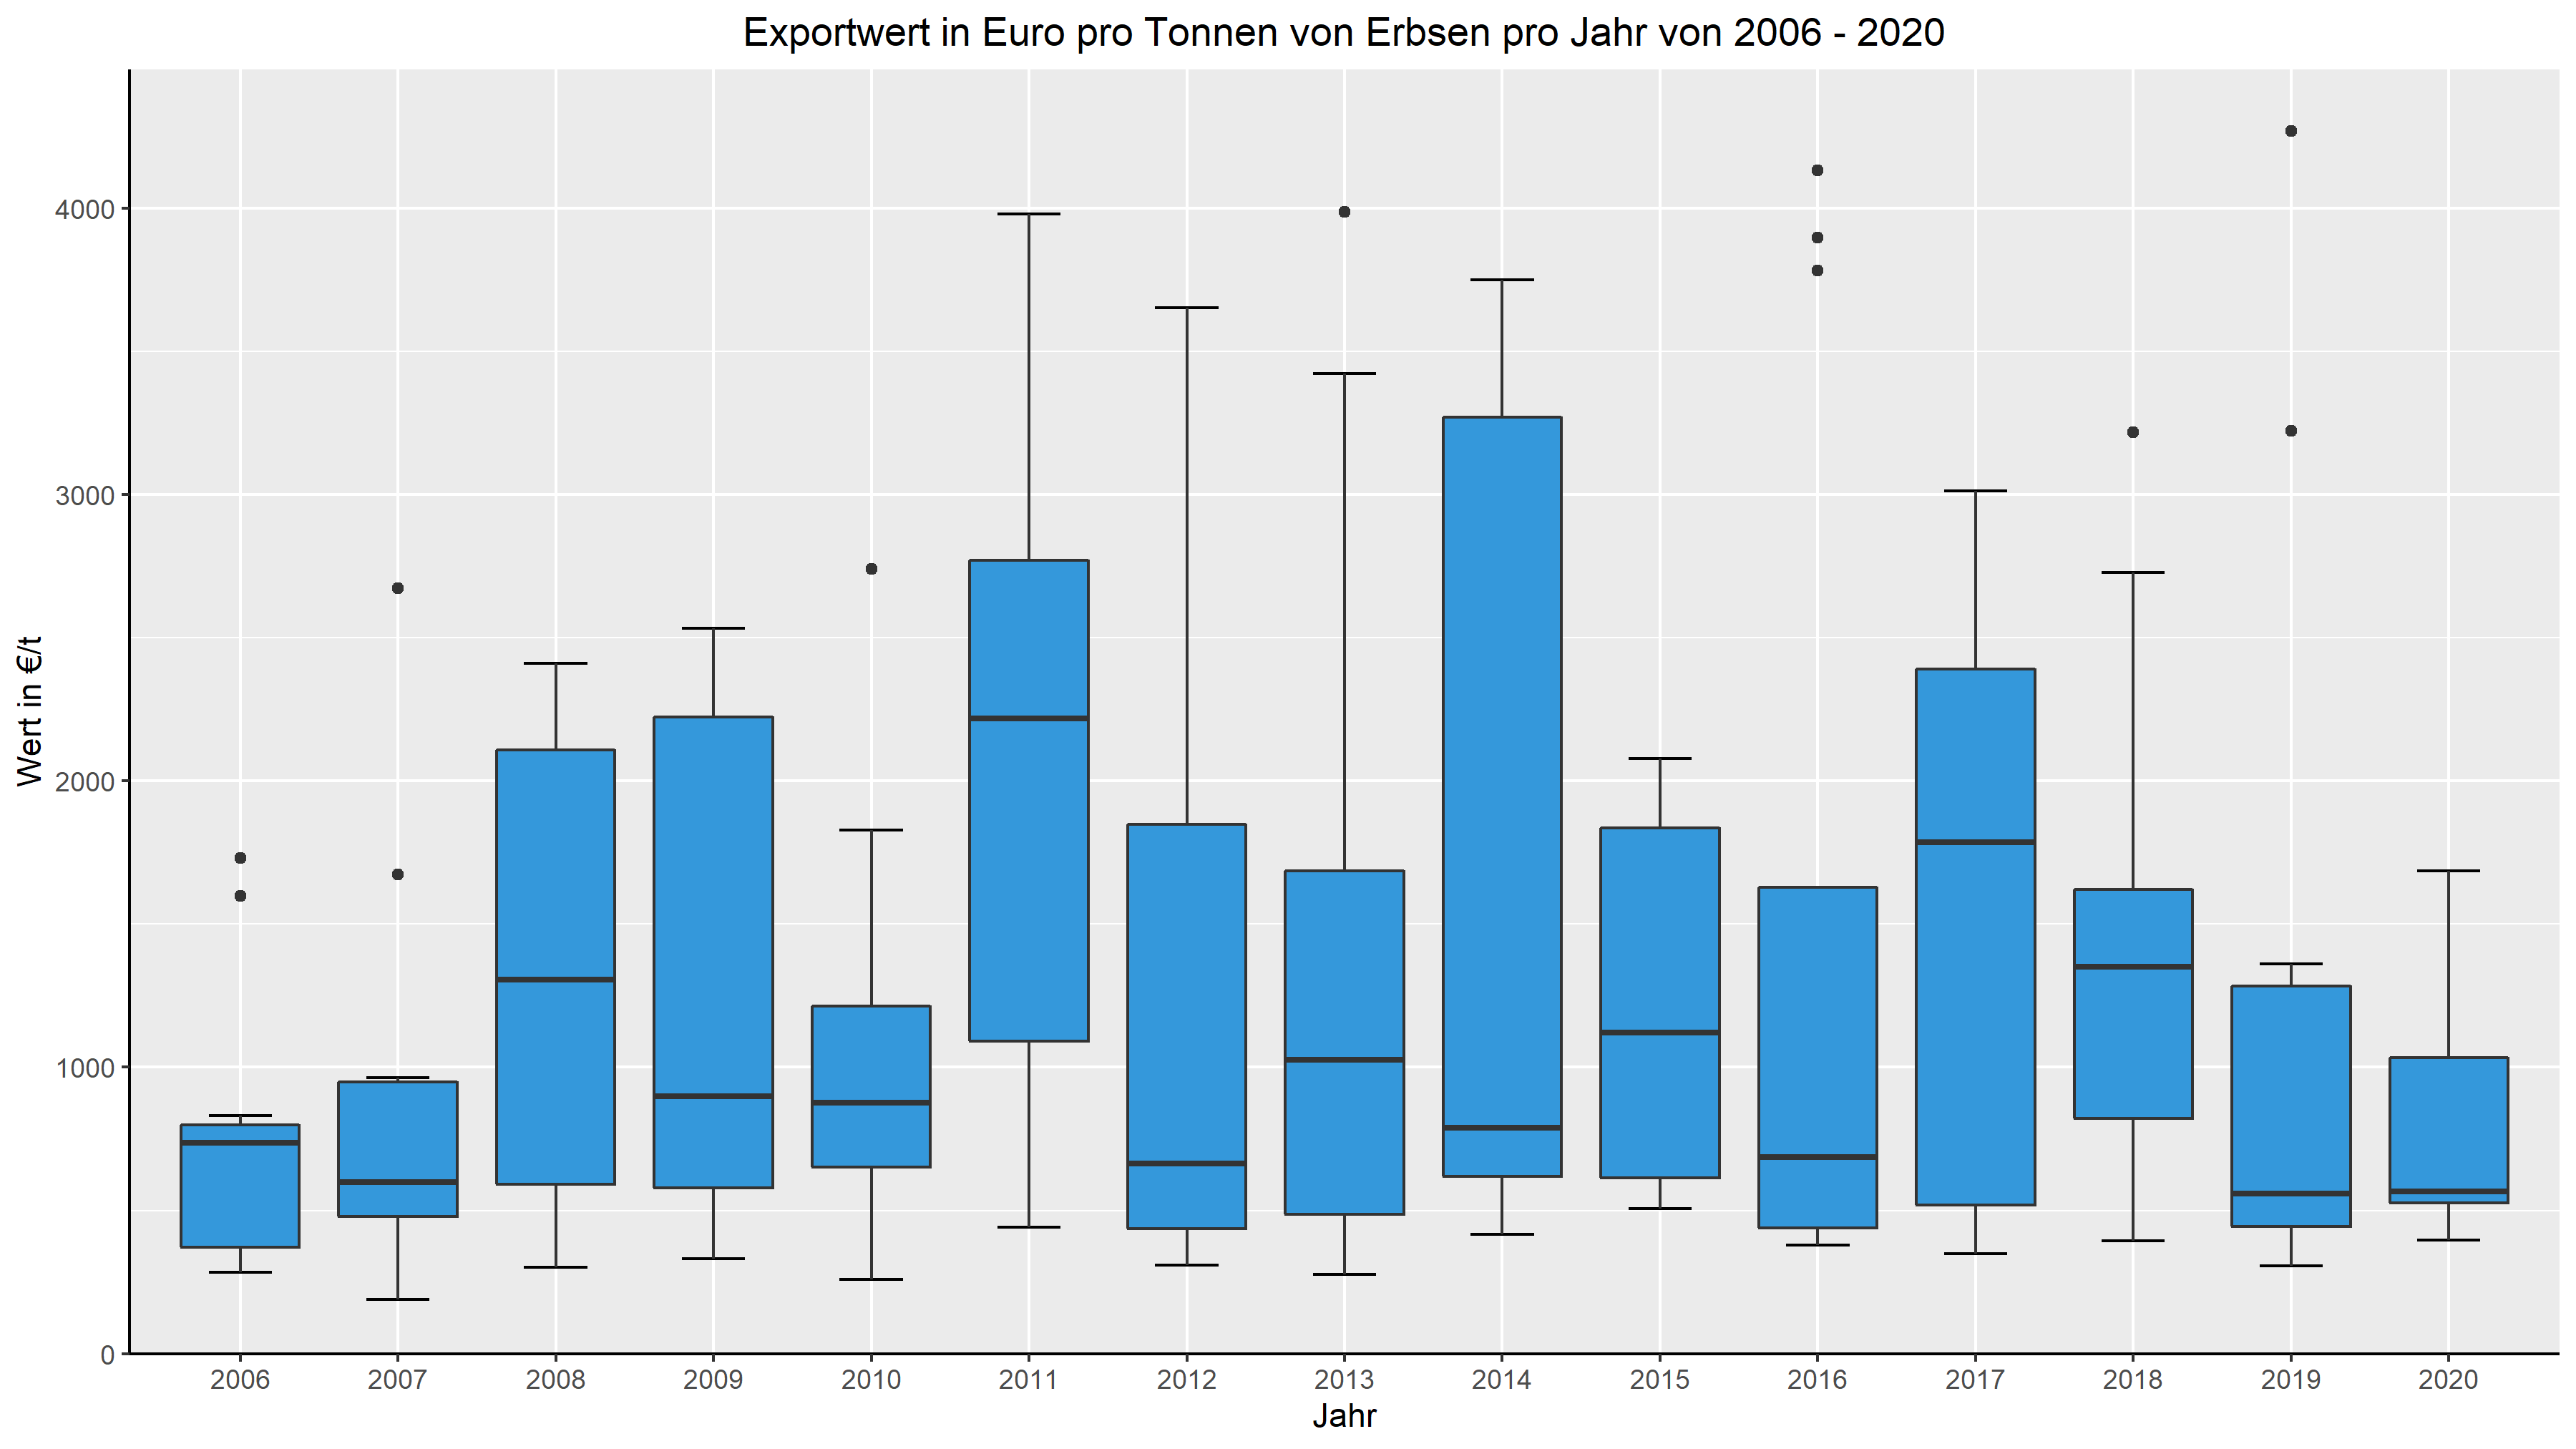 Exportwert in Euro pro Tonnen von Erbsen pro Jahr von 2006 - 2020
Wert in €/t
4000
3000
2000
1000
0
2006 2007 2008 2009 2010 2011 2012 2013 2014 2015 2016 2017 2018 2019 2020
Jahr